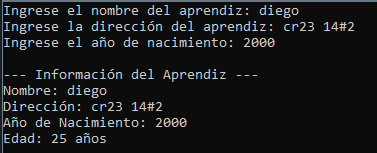 Ingrese el nombre del aprendiz: diego
Ingrese la dirección del aprendiz: cr23 14#2
Ingrese el año de nacimiento: 2000
--- Información del Aprendiz ---
Nombre: diego
Dirección: cr23 14#2
Año de Nacimiento: 2000
Edad: 25 años